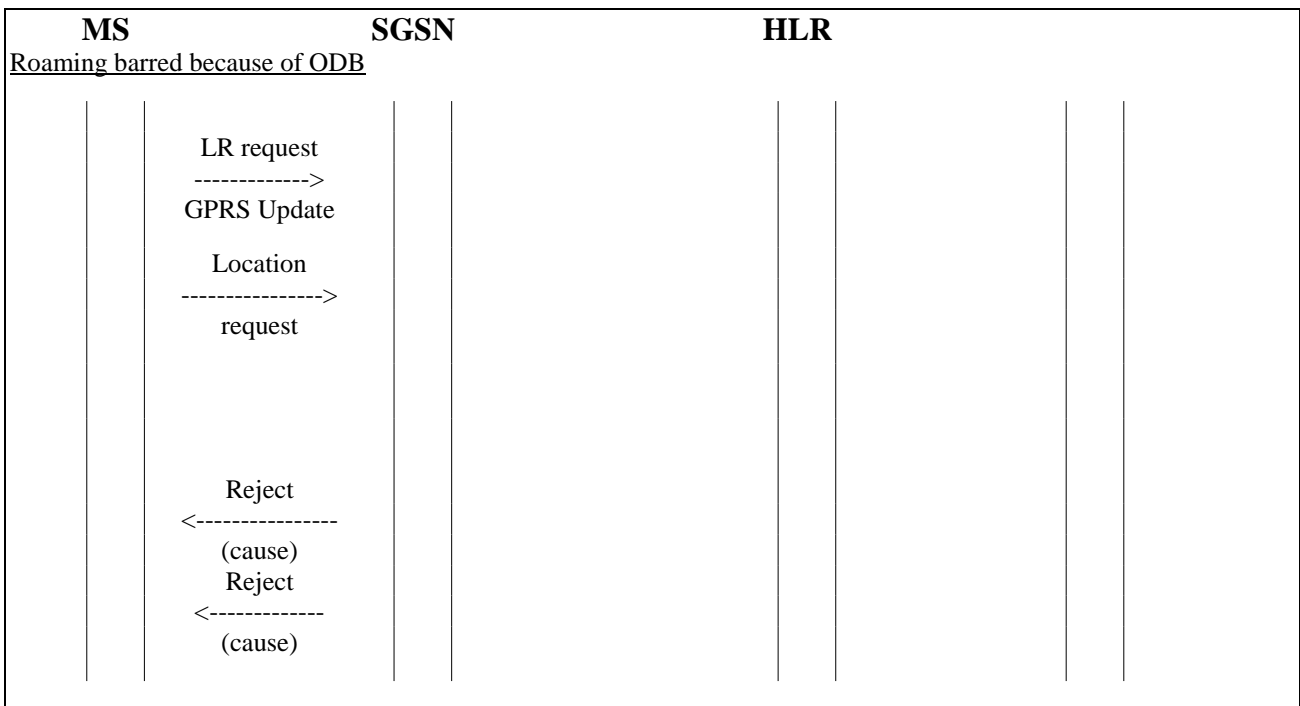 MS SGSN HLR
Roaming barred because of ODB
LR request
------------->
GPRS Update
Location
---------------->
request
Reject
<----------------
(cause)
Reject
<-------------
(cause)